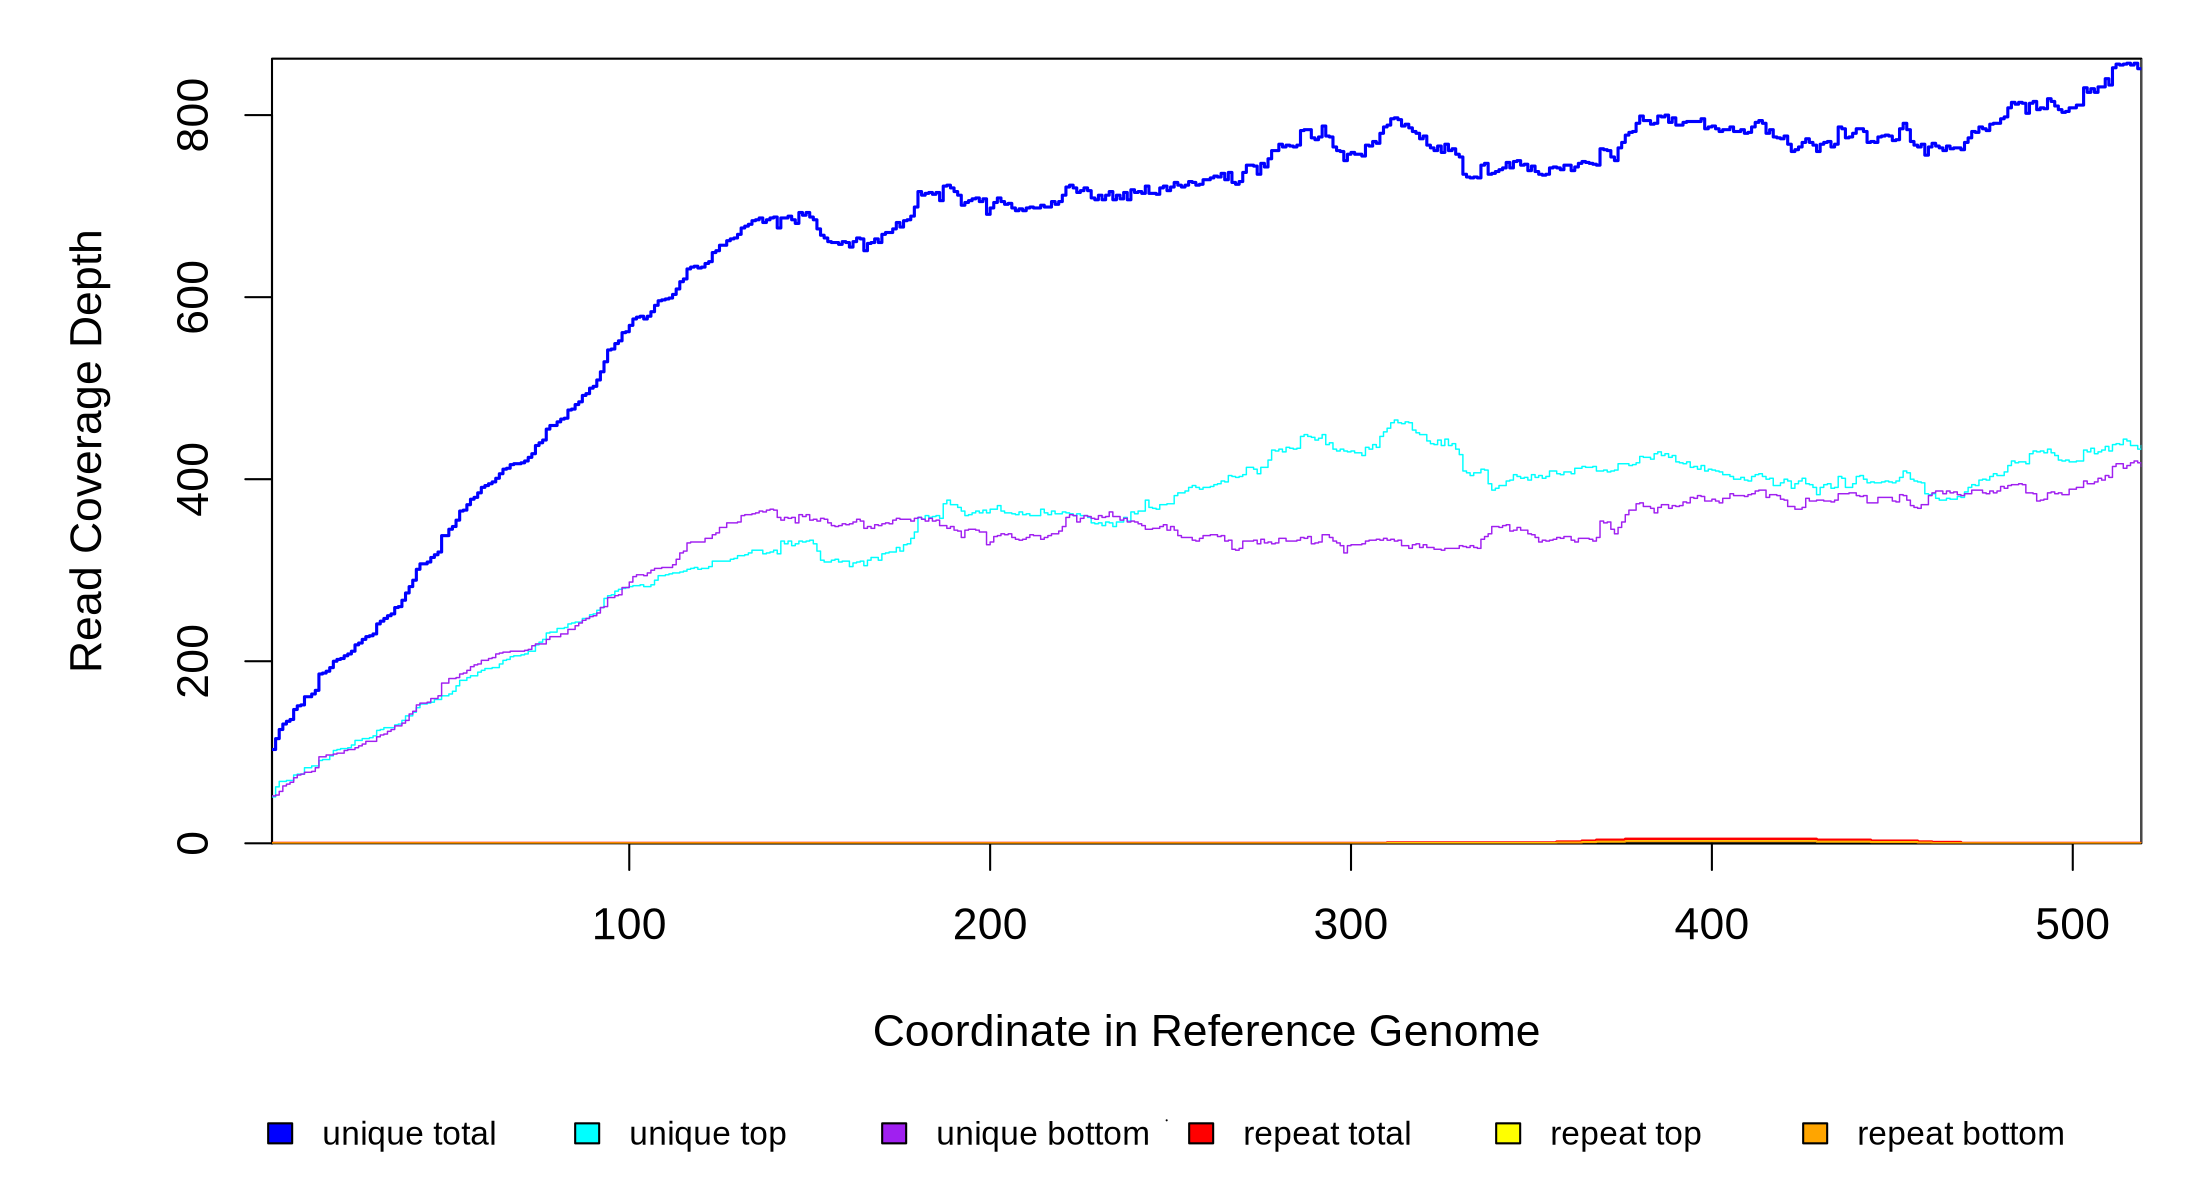 800
600
400
200
0
Read Coverage Depth
100 200 300 400 500
Coordinate in Reference Genome
unique total unique top unique bottom repeat total repeat top repeat bottom